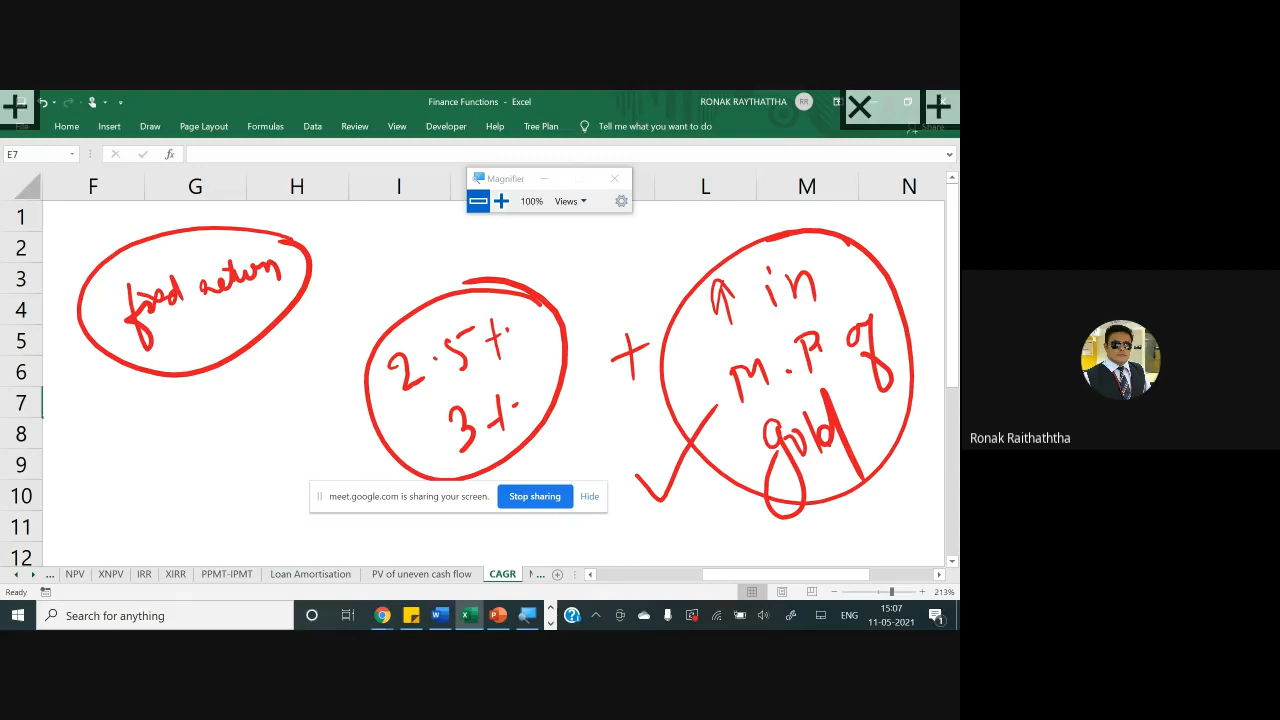 Finance Functions - Excel
RONAK RAYTHATTHA RR
File Home Insert Draw Page Layout Formulas Data Review View Developer Help Tree Plan Tell me what you want to do Share
E7 fx
Magnifier
100% Views
F G H I L M N
1
2
3
4
5
6
7
8
9
10
11
12
fixed return
2.5%
3%
+
↑ in
M.P. of
gold
meet.google.com is sharing your screen. Stop sharing Hide
Ronak Raithaththa
... NPV XNPV IRR XIRR PPMT-IPMT Loan Amortisation PV of uneven cash flow CAGR ...
Ready 213%
Search for anything ENG 15:07
11-05-2021